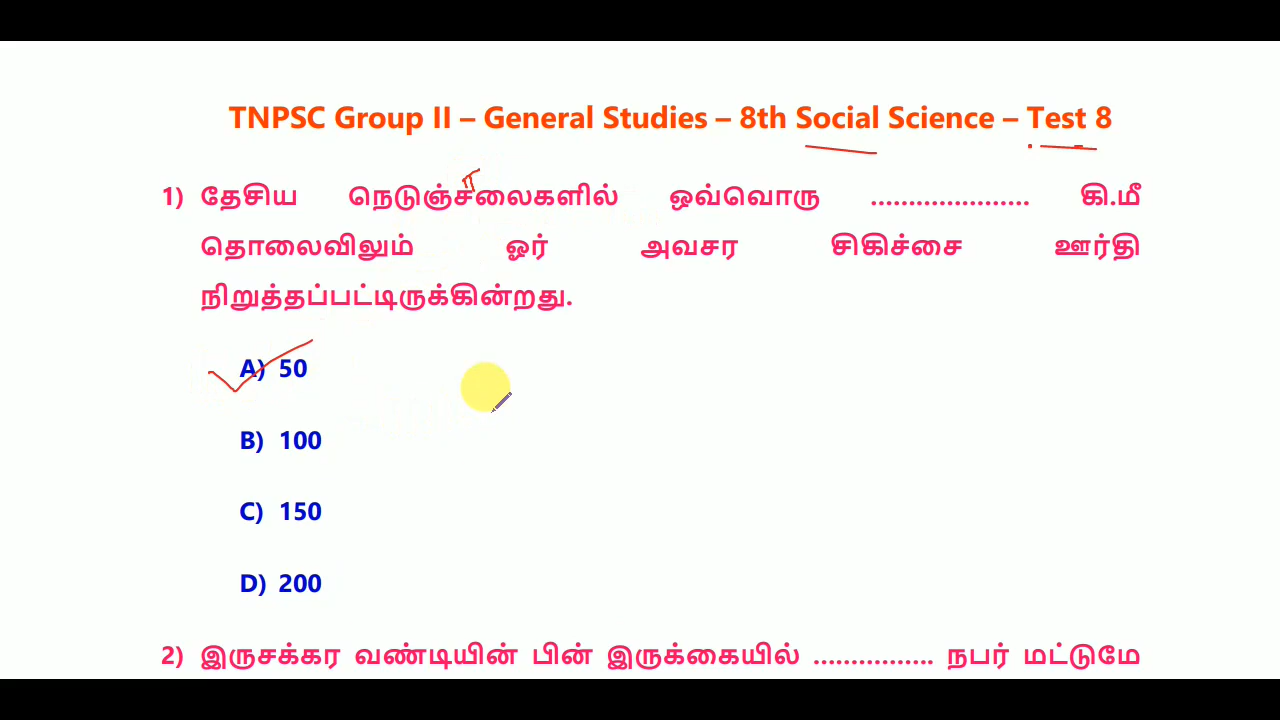 TNPSC Group II – General Studies – 8th Social Science – Test 8
1) தேசிய நெடுஞ்சலைகளில் ஒவ்வொரு ..................... கி.மீ
தொலைவிலும் ஓர் அவசர சிகிச்சை ஊர்தி
நிறுத்தப்பட்டிருக்கின்றது.
A) 50
B) 100
C) 150
D) 200
2) இருசக்கர வண்டியின் பின் இருக்கையில் ................ நபர் மட்டுமே